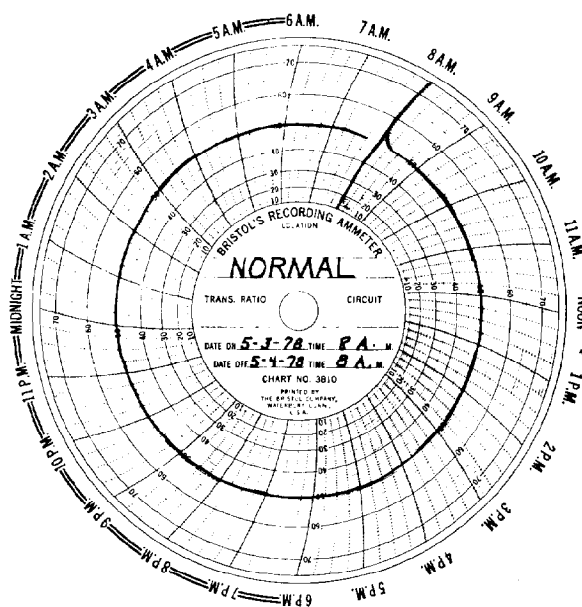 6 A.M.
7 A.M.
8 A.M.
9 A.M.
10 A.M.
11 A.M.
NOON
1 P.M.
2 P.M.
3 P.M.
4 P.M.
5 P.M.
6 P.M.
7 P.M.
8 P.M.
9 P.M.
10 P.M.
11 P.M.
MIDNIGHT
1 A.M.
2 A.M.
3 A.M.
4 A.M.
5 A.M.
BRISTOL'S RECORDING AMMETER
LOCATION
NORMAL
TRANS. RATIO CIRCUIT
DATE ON 5-3-78 TIME 8 A. M.
DATE OFF 5-4-78 TIME 8 A. M.
CHART NO. 3810
PRINTED BY
THE BRISTOL COMPANY,
WATERBURY, CONN.,
U.S.A.